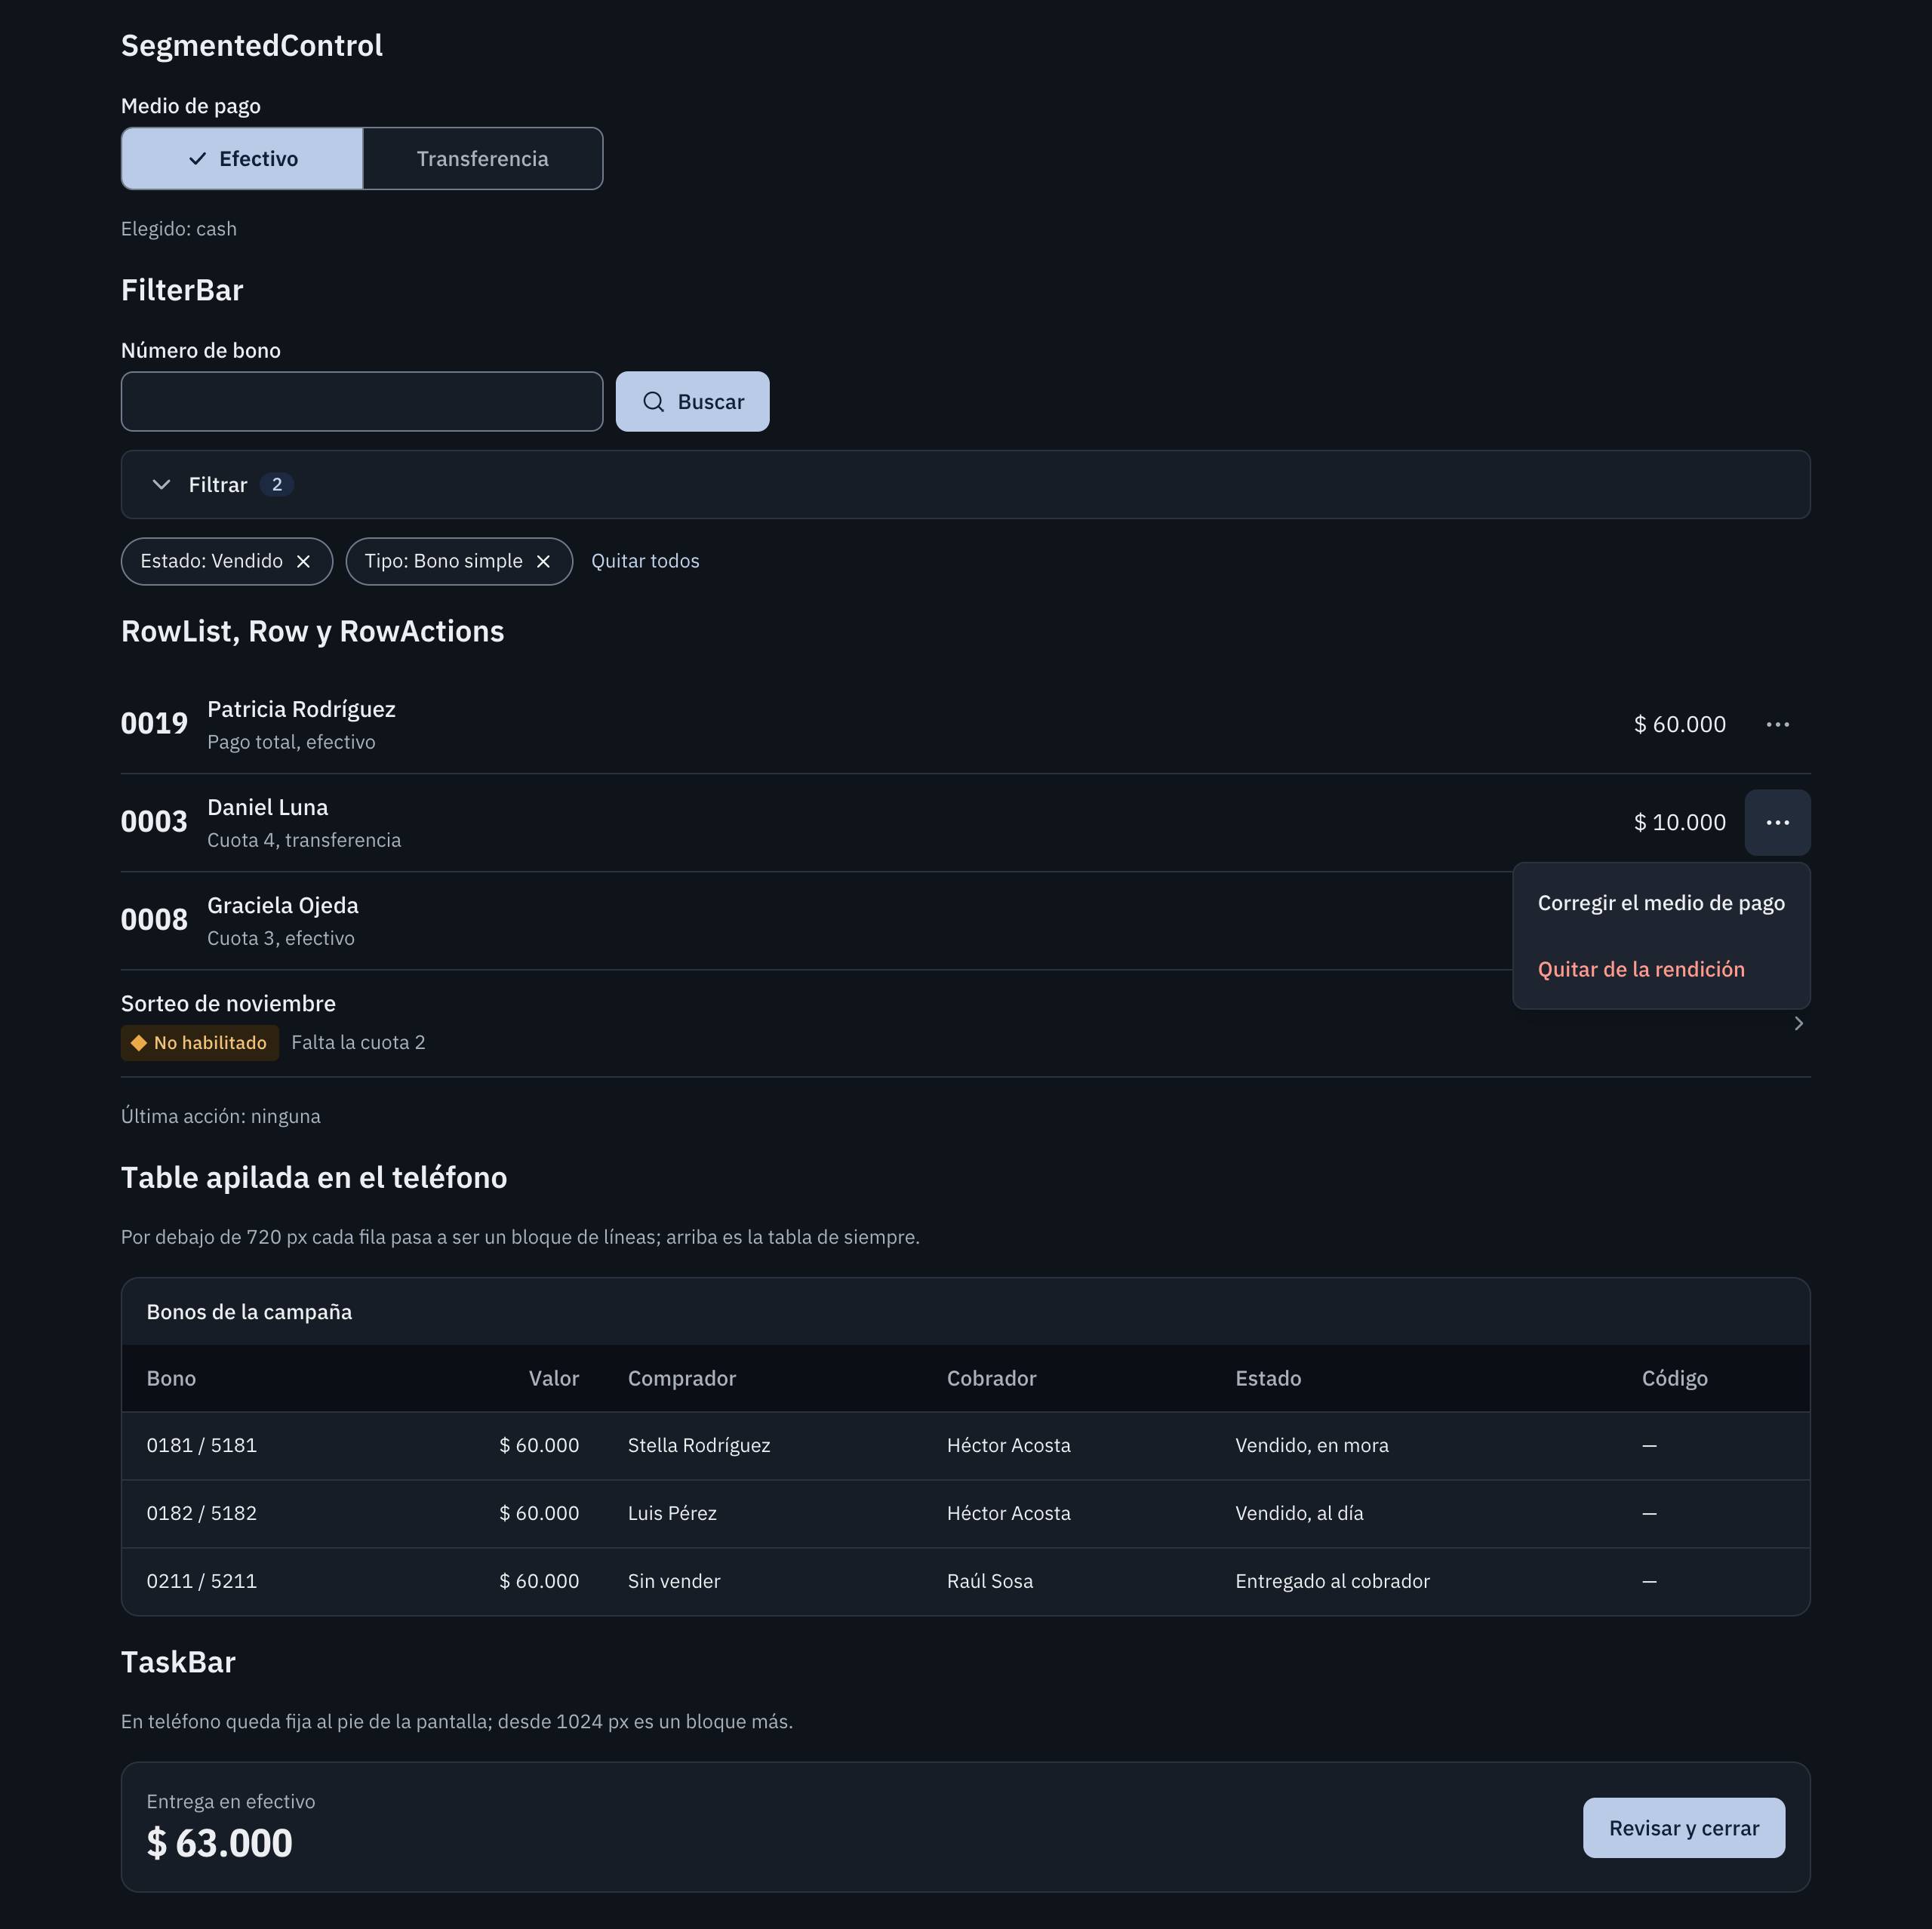 SegmentedControl
Medio de pago
Efectivo
Transferencia
Elegido: cash
FilterBar
Número de bono
Buscar
Filtrar 2
Estado: Vendido
Tipo: Bono simple
Quitar todos
RowList, Row y RowActions
0019
Patricia Rodríguez
Pago total, efectivo
$ 60.000
0003
Daniel Luna
Cuota 4, transferencia
$ 10.000
0008
Graciela Ojeda
Cuota 3, efectivo
Corregir el medio de pago
Quitar de la rendición
Sorteo de noviembre
No habilitado
Falta la cuota 2
Última acción: ninguna
Table apilada en el teléfono
Por debajo de 720 px cada fila pasa a ser un bloque de líneas; arriba es la tabla de siempre.
Bonos de la campaña
Bono Valor Comprador Cobrador Estado Código
0181 / 5181 $ 60.000 Stella Rodríguez Héctor Acosta Vendido, en mora —
0182 / 5182 $ 60.000 Luis Pérez Héctor Acosta Vendido, al día —
0211 / 5211 $ 60.000 Sin vender Raúl Sosa Entregado al cobrador —
TaskBar
En teléfono queda fija al pie de la pantalla; desde 1024 px es un bloque más.
Entrega en efectivo
$ 63.000
Revisar y cerrar